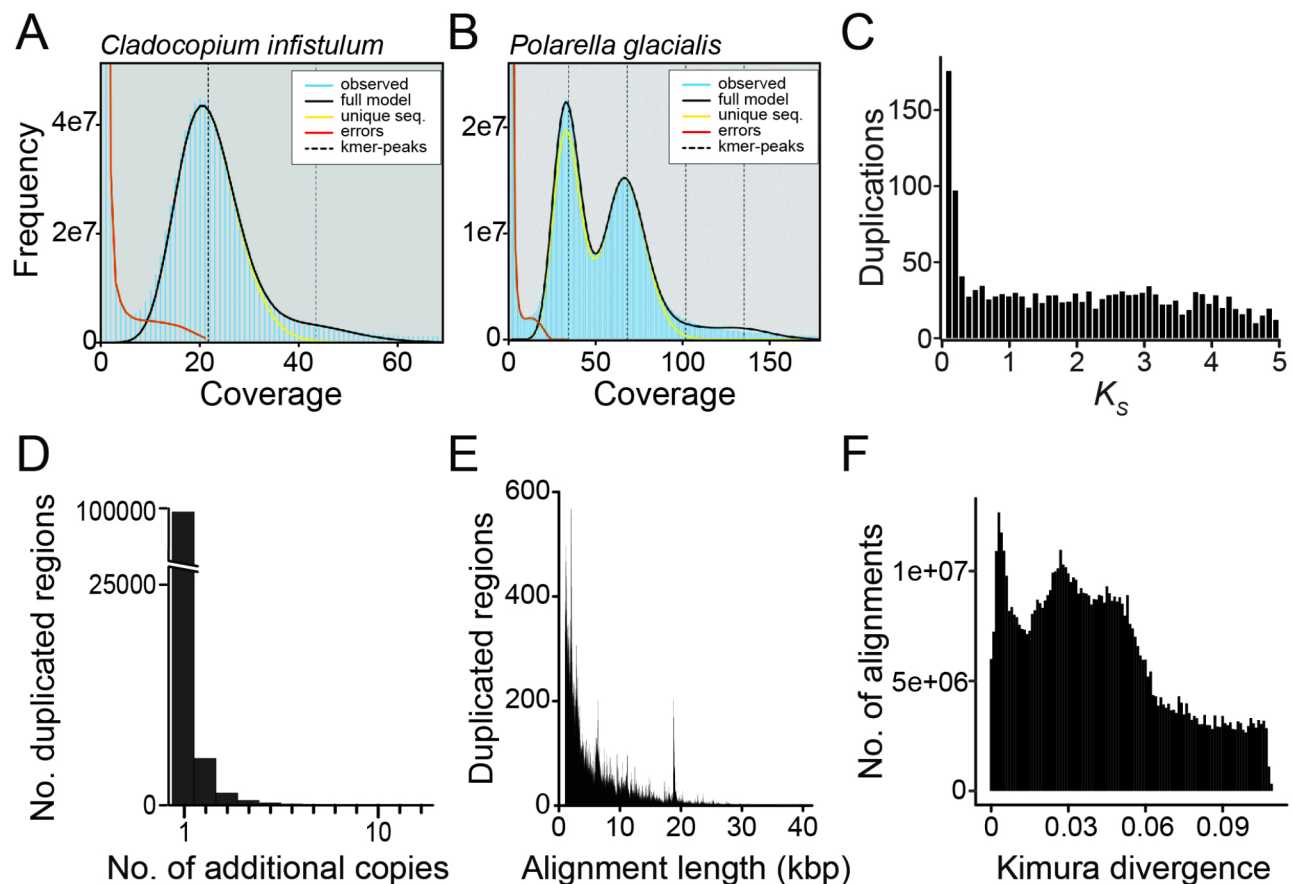 A
Cladocopium infistulum
observed
full model
unique seq.
errors
kmer-peaks
Frequency
4e7
2e7
0
0
20
40
60
Coverage
B
Polarella glacialis
observed
full model
unique seq.
errors
kmer-peaks
2e7
1e7
0
0
50
100
150
Coverage
C
Duplications
150
100
50
0
0
1
2
3
4
5
KS
D
No. duplicated regions
100000
25000
0
1
10
No. of additional copies
E
Duplicated regions
600
400
200
0
0
10
20
30
40
Alignment length (kbp)
F
No. of alignments
1e+07
5e+06
0
0
0.03
0.06
0.09
Kimura divergence